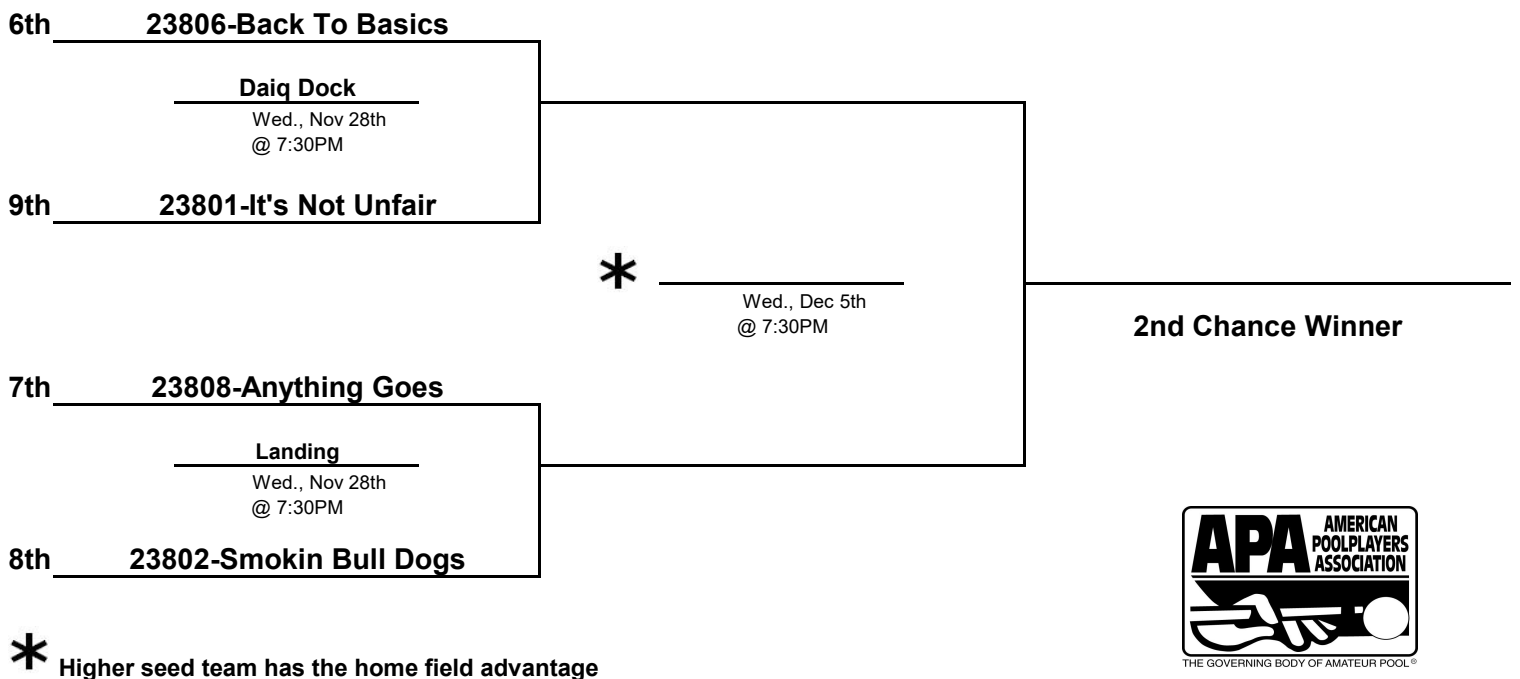 6th 23806-Back To Basics
Daiq Dock
Wed., Nov 28th
@ 7:30PM
9th 23801-It's Not Unfair
*
Wed., Dec 5th
@ 7:30PM
2nd Chance Winner
7th 23808-Anything Goes
Landing
Wed., Nov 28th
@ 7:30PM
8th 23802-Smokin Bull Dogs
* Higher seed team has the home field advantage
APA
AMERICAN
POOLPLAYERS
ASSOCIATION
THE GOVERNING BODY OF AMATEUR POOL®